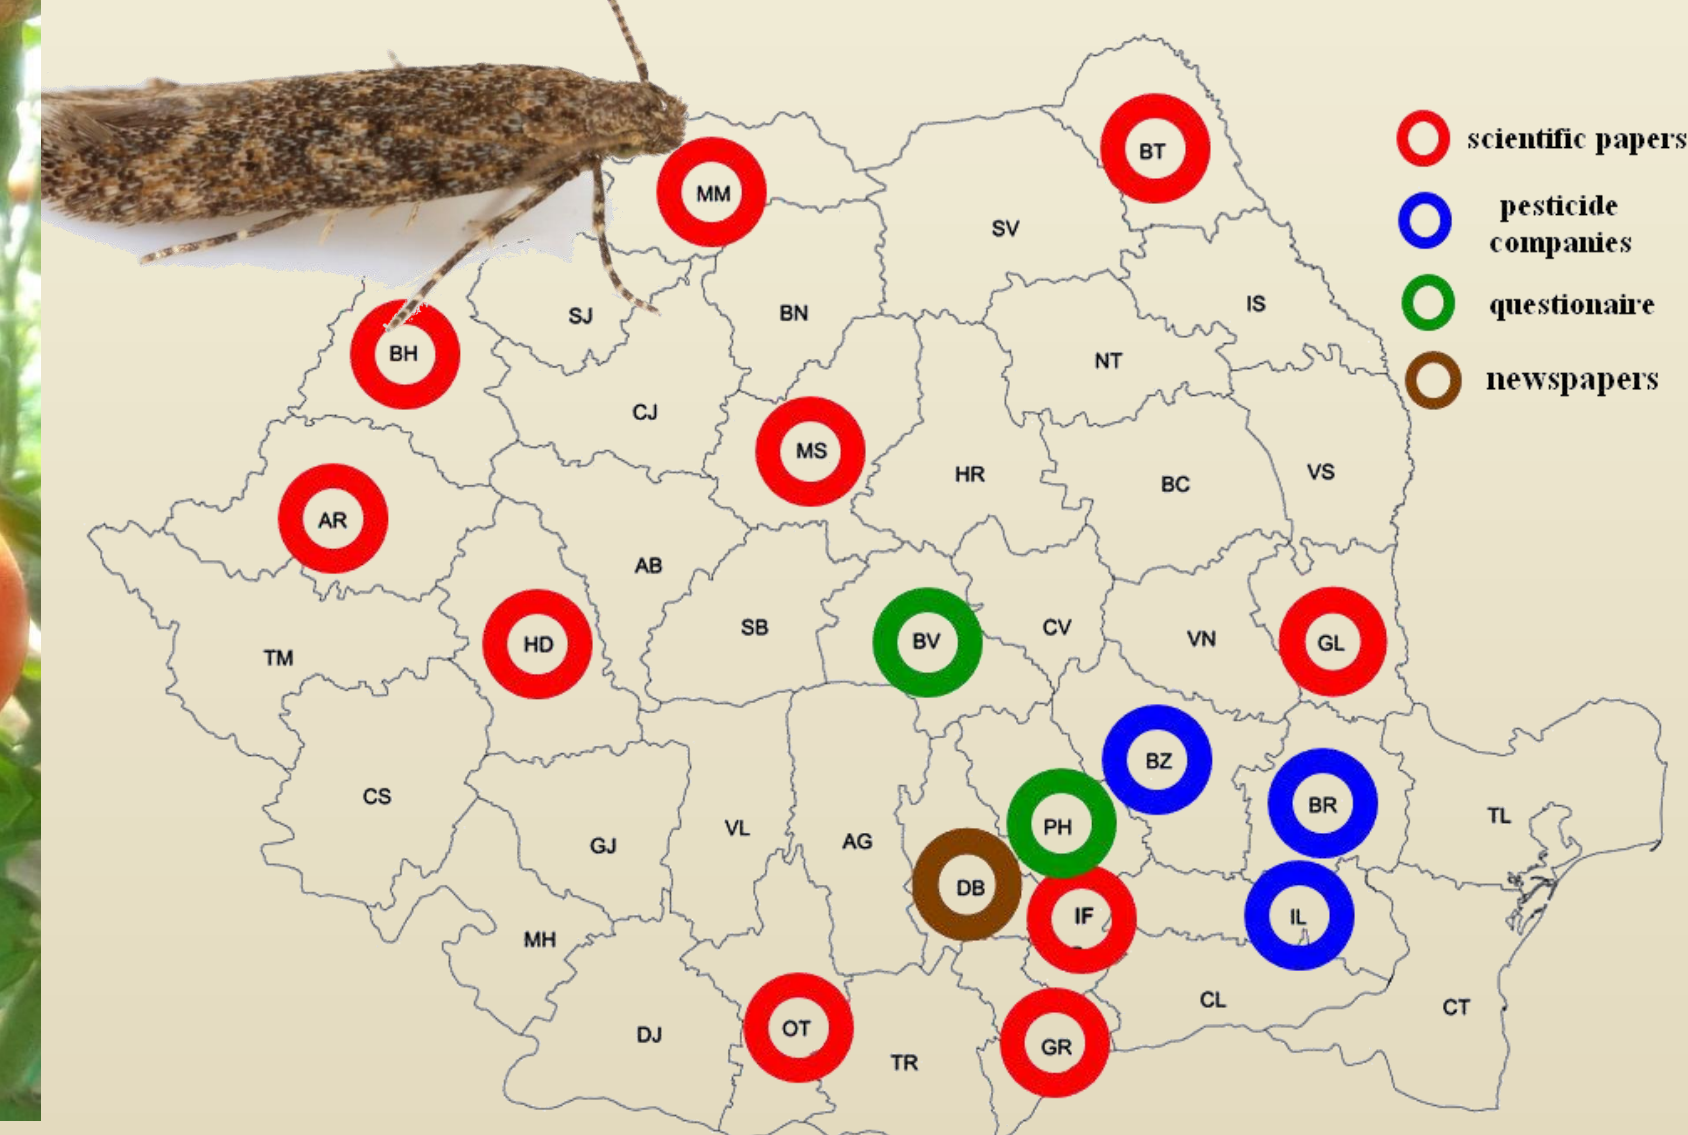 BT
scientific papers
MM
pesticide
companies
SV
questionaire
IS
SJ
BN
BH
NT
newspapers
CJ
MS
HR
BC
VS
AR
AB
HD
SB
BV
CV
VN
GL
TM
BZ
CS
BR
TL
GJ
VL
AG
PH
DB
IF
IL
MH
CL
CT
DJ
OT
TR
GR